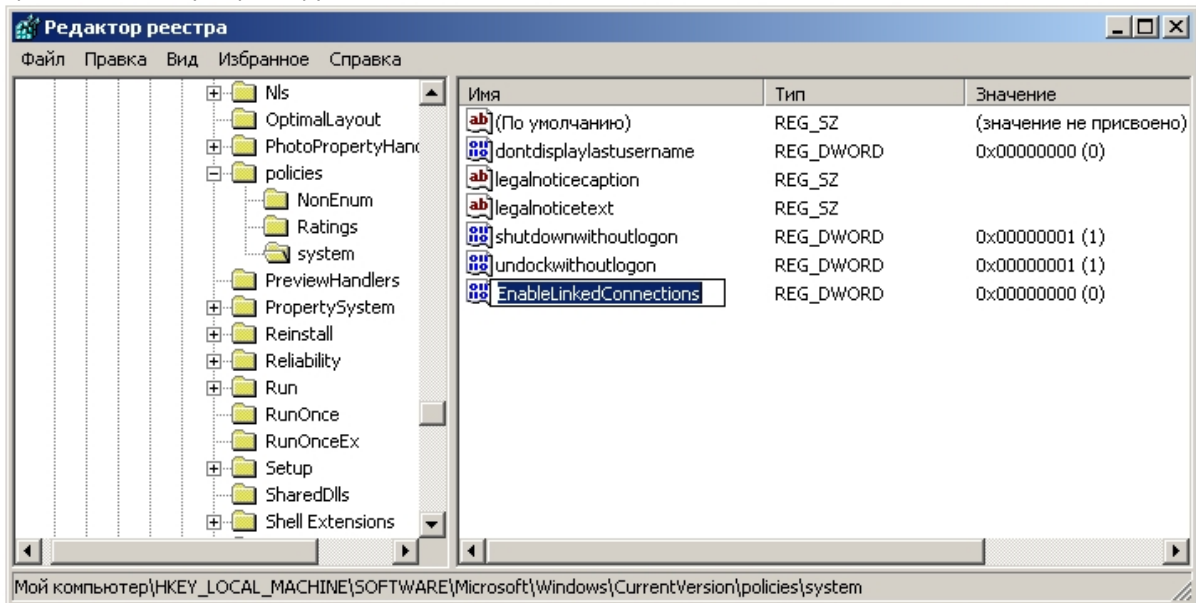 Редактор реестра
Файл Правка Вид Избранное Справка
Nls
OptimalLayout
PhotoPropertyHand
policies
NonEnum
Ratings
system
PreviewHandlers
PropertySystem
Reinstall
Reliability
Run
RunOnce
RunOnceEx
Setup
SharedDlls
Shell Extensions
Имя Тип Значение
(По умолчанию) REG_SZ (значение не присвоено)
dontdisplaylastusername REG_DWORD 0x00000000 (0)
legalnoticecaption REG_SZ
legalnoticetext REG_SZ
shutdownwithoutlogon REG_DWORD 0x00000001 (1)
undockwithoutlogon REG_DWORD 0x00000001 (1)
EnableLinkedConnections REG_DWORD 0x00000000 (0)
Мой компьютер\HKEY_LOCAL_MACHINE\SOFTWARE\Microsoft\Windows\CurrentVersion\policies\system